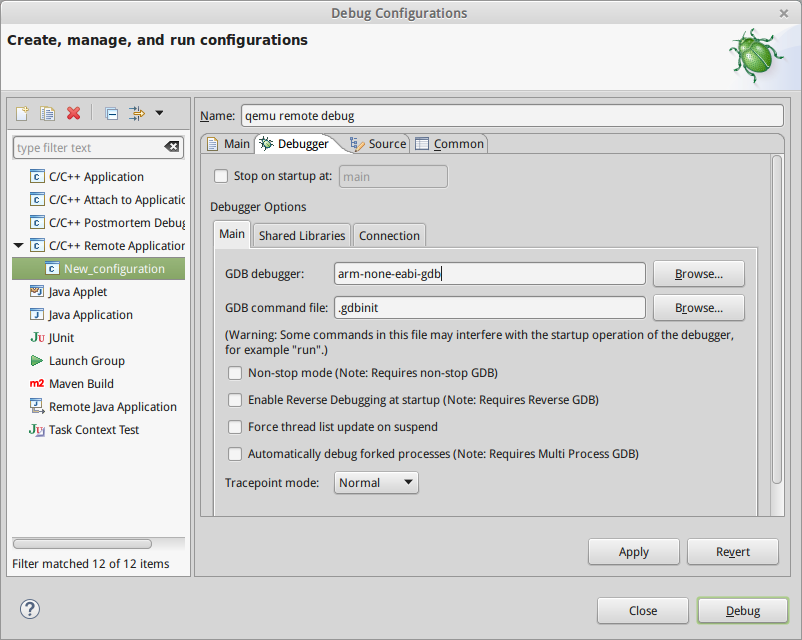 Debug Configurations
Create, manage, and run configurations
type filter text
C/C++ Application
C/C++ Attach to Applicatio
C/C++ Postmortem Debug
C/C++ Remote Application
New_configuration
Java Applet
Java Application
Ju JUnit
Launch Group
m2 Maven Build
Remote Java Application
Ju Task Context Test
Filter matched 12 of 12 items
Name: qemu remote debug
Main Debugger Source Common
Stop on startup at: main
Debugger Options
Main Shared Libraries Connection
GDB debugger: arm-none-eabi-gdb Browse...
GDB command file: .gdbinit Browse...
(Warning: Some commands in this file may interfere with the startup operation of the debugger,
for example "run".)
Non-stop mode (Note: Requires non-stop GDB)
Enable Reverse Debugging at startup (Note: Requires Reverse GDB)
Force thread list update on suspend
Automatically debug forked processes (Note: Requires Multi Process GDB)
Tracepoint mode: Normal
Apply Revert
? Close Debug